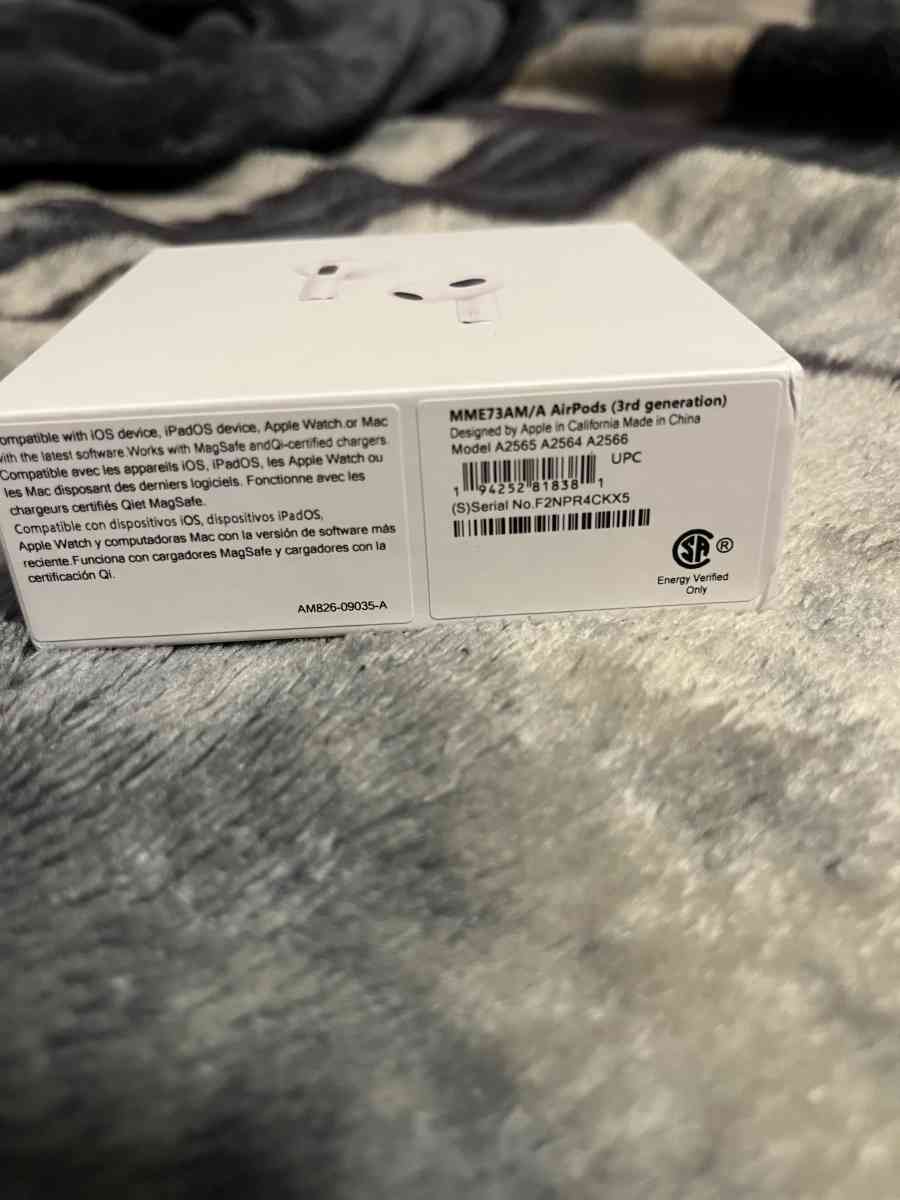 ompatible with iOS device, iPadOS device, Apple Watch.or Mac
with the latest software.Works with MagSafe andQi-certified chargers.
Compatible avec les appareils iOS, iPadOS, les Apple Watch ou
les Mac disposant des derniers logiciels. Fonctionne avec les
chargeurs certifiés Qiet MagSafe.
Compatible con dispositivos iOS, dispositivos iPadOS,
Apple Watch y computadoras Mac con la versión de software más
reciente.Funciona con cargadores MagSafe y cargadores con la
certificación Qi.
AM826-09035-A
MME73AM/A AirPods (3rd generation)
Designed by Apple in California Made in China
Model A2565 A2564 A2566
UPC
1 94252 81838 1
(S)Serial No.F2NPR4CKX5
SA ®
Energy Verified
Only